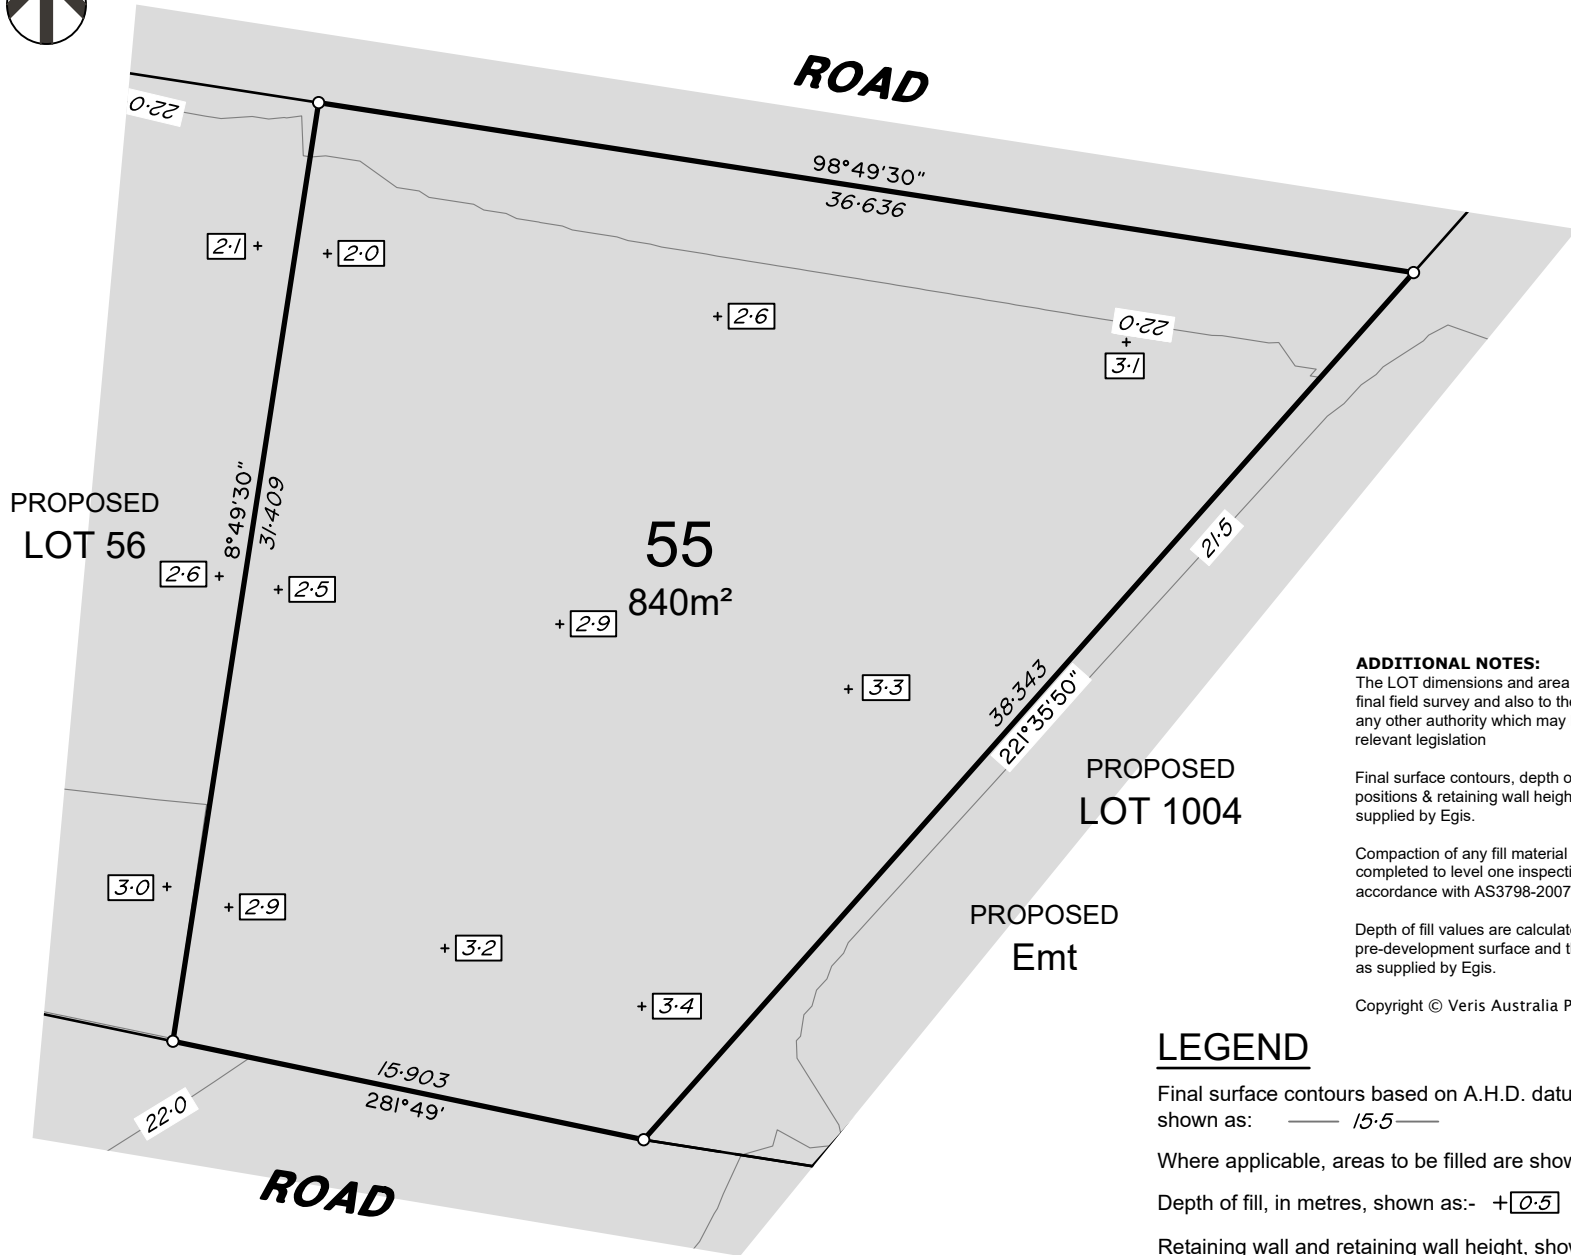 ROAD
22·0
98°49'30"
36·636
2·1
2·0
2·6
22·0
3·1
PROPOSED
LOT 56
8°49'30"
31·409
55
840m²
21·5
2·6
2·5
2·9
3·3
38·343
221°35'50"
PROPOSED
LOT 1004
3·0
2·9
3·2
3·4
PROPOSED
Emt
15·903
281°49'
22·0
ROAD
ADDITIONAL NOTES:
The LOT dimensions and area
final field survey and also to the
any other authority which may
relevant legislation
Final surface contours, depth o
positions & retaining wall heigh
supplied by Egis.
Compaction of any fill material
completed to level one inspecti
accordance with AS3798-2007
Depth of fill values are calculate
pre-development surface and t
as supplied by Egis.
Copyright © Veris Australia P
LEGEND
Final surface contours based on A.H.D. datu
shown as: 15·5
Where applicable, areas to be filled are show
Depth of fill, in metres, shown as:- +0·5
Retaining wall and retaining wall height, show